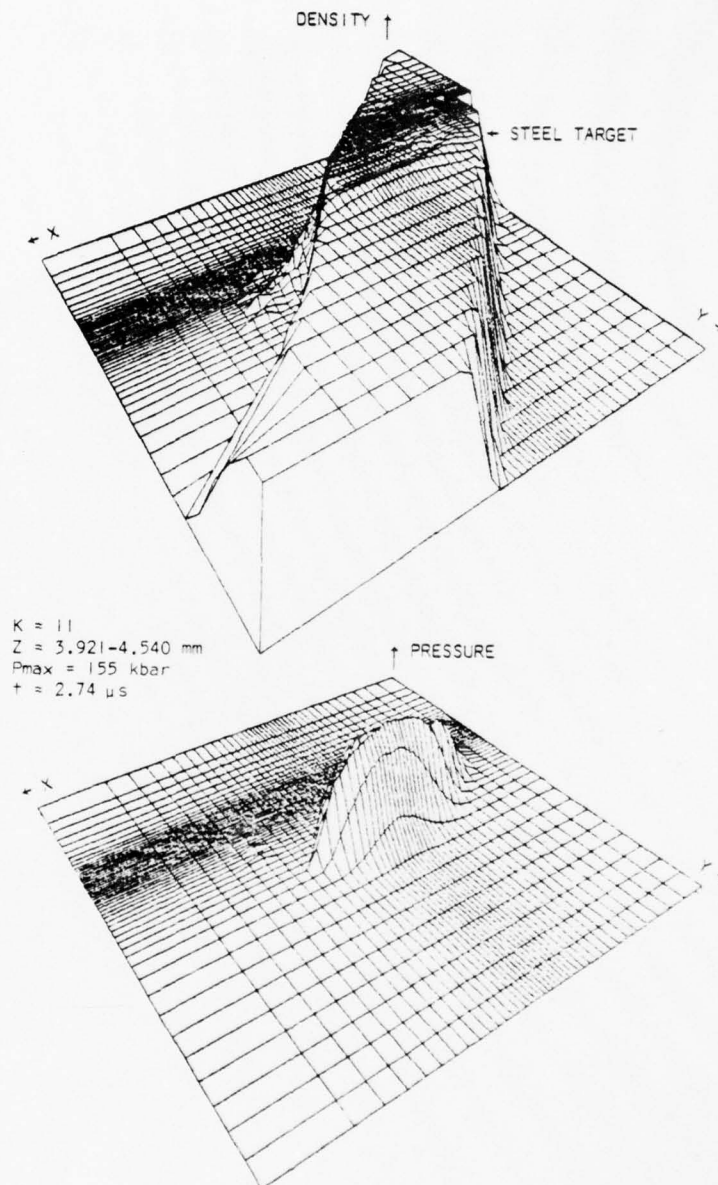 DENSITY ↑
← STEEL TARGET
← X
Y
K = 11
Z = 3.921-4.540 mm
Pmax = 155 kbar
t = 2.74 μs
↑ PRESSURE
← X
Y